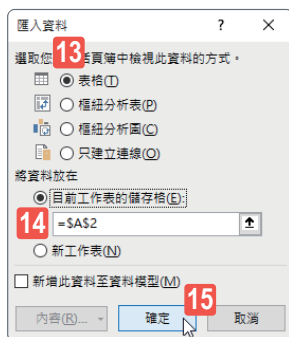 匯入資料 ? ×
選取您 13 活頁簿中檢視此資料的方式。
表格(T)
樞紐分析表(P)
樞紐分析圖(C)
只建立連線(O)
將資料放在
目前工作表的儲存格(E):
14 =$A$2
新工作表(N)
新增此資料至資料模型(M)
15
內容(R)... 確定 取消